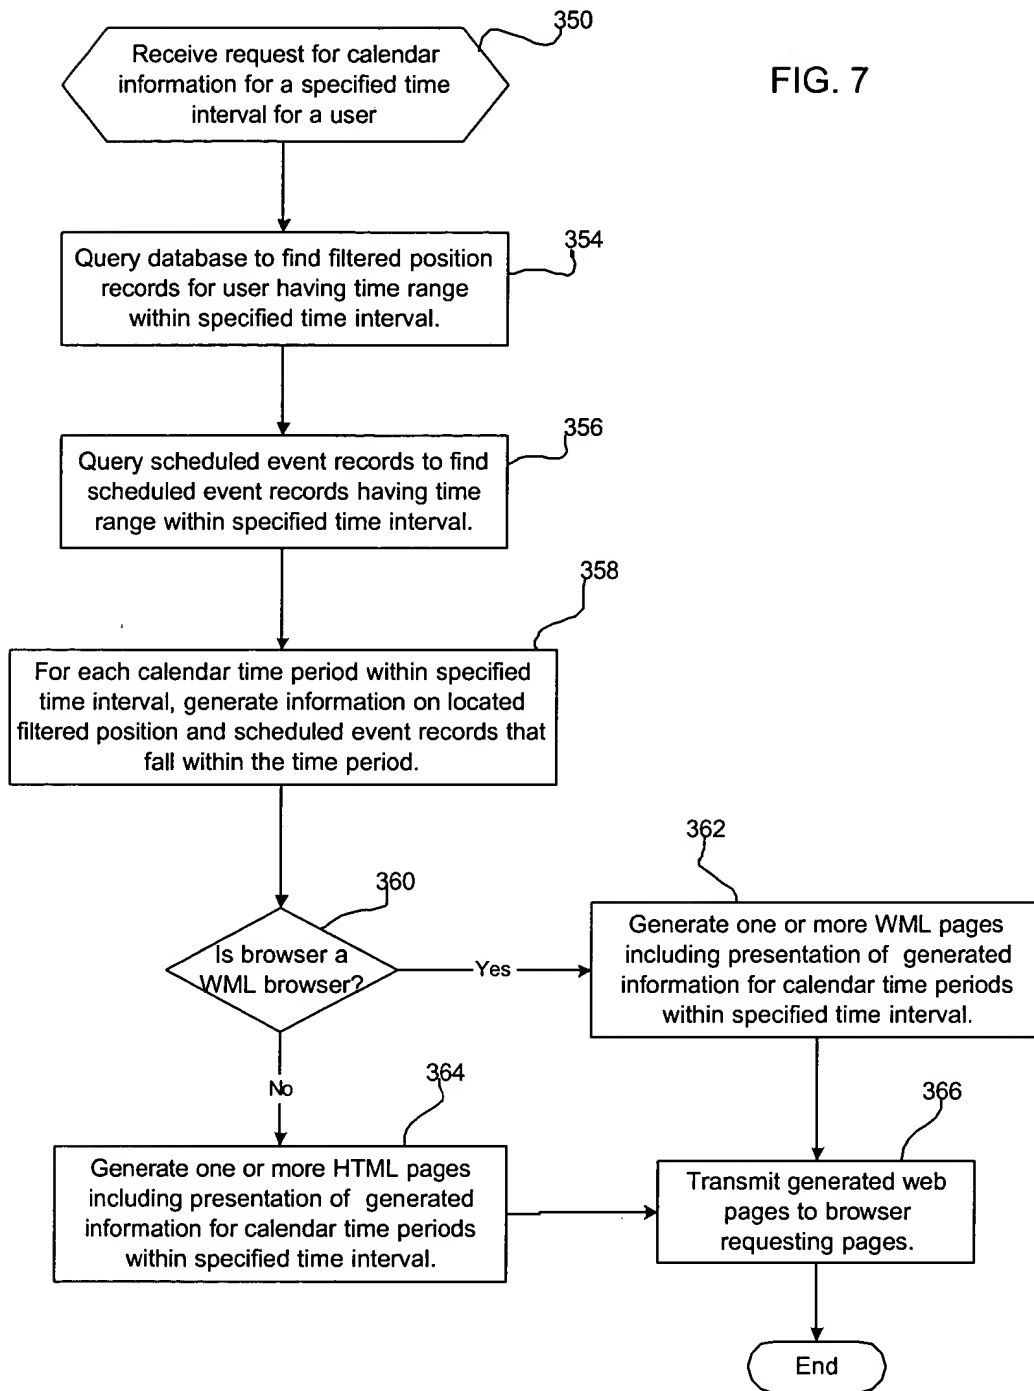 350
Receive request for calendar
information for a specified time
interval for a user
FIG. 7
354
Query database to find filtered position
records for user having time range
within specified time interval.
356
Query scheduled event records to find
scheduled event records having time
range within specified time interval.
358
For each calendar time period within specified
time interval, generate information on located
filtered position and scheduled event records that
fall within the time period.
360
Is browser a
WML browser?
Yes
362
Generate one or more WML pages
including presentation of generated
information for calendar time periods
within specified time interval.
No
364
Generate one or more HTML pages
including presentation of generated
information for calendar time periods
within specified time interval.
366
Transmit generated web
pages to browser
requesting pages.
End